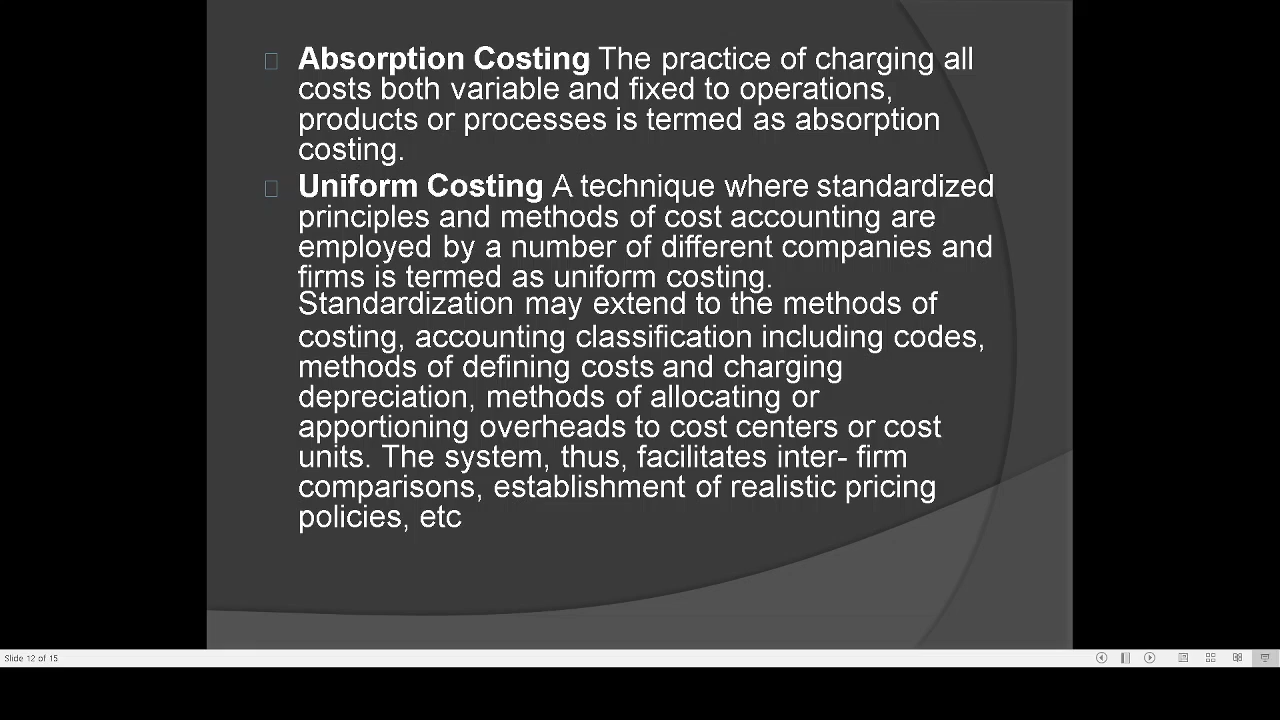 Absorption Costing The practice of charging all
costs both variable and fixed to operations,
products or processes is termed as absorption
costing.
Uniform Costing A technique where standardized
principles and methods of cost accounting are
employed by a number of different companies and
firms is termed as uniform costing.
Standardization may extend to the methods of
costing, accounting classification including codes,
methods of defining costs and charging
depreciation, methods of allocating or
apportioning overheads to cost centers or cost
units. The system, thus, facilitates inter- firm
comparisons, establishment of realistic pricing
policies, etc
Slide 12 of 15